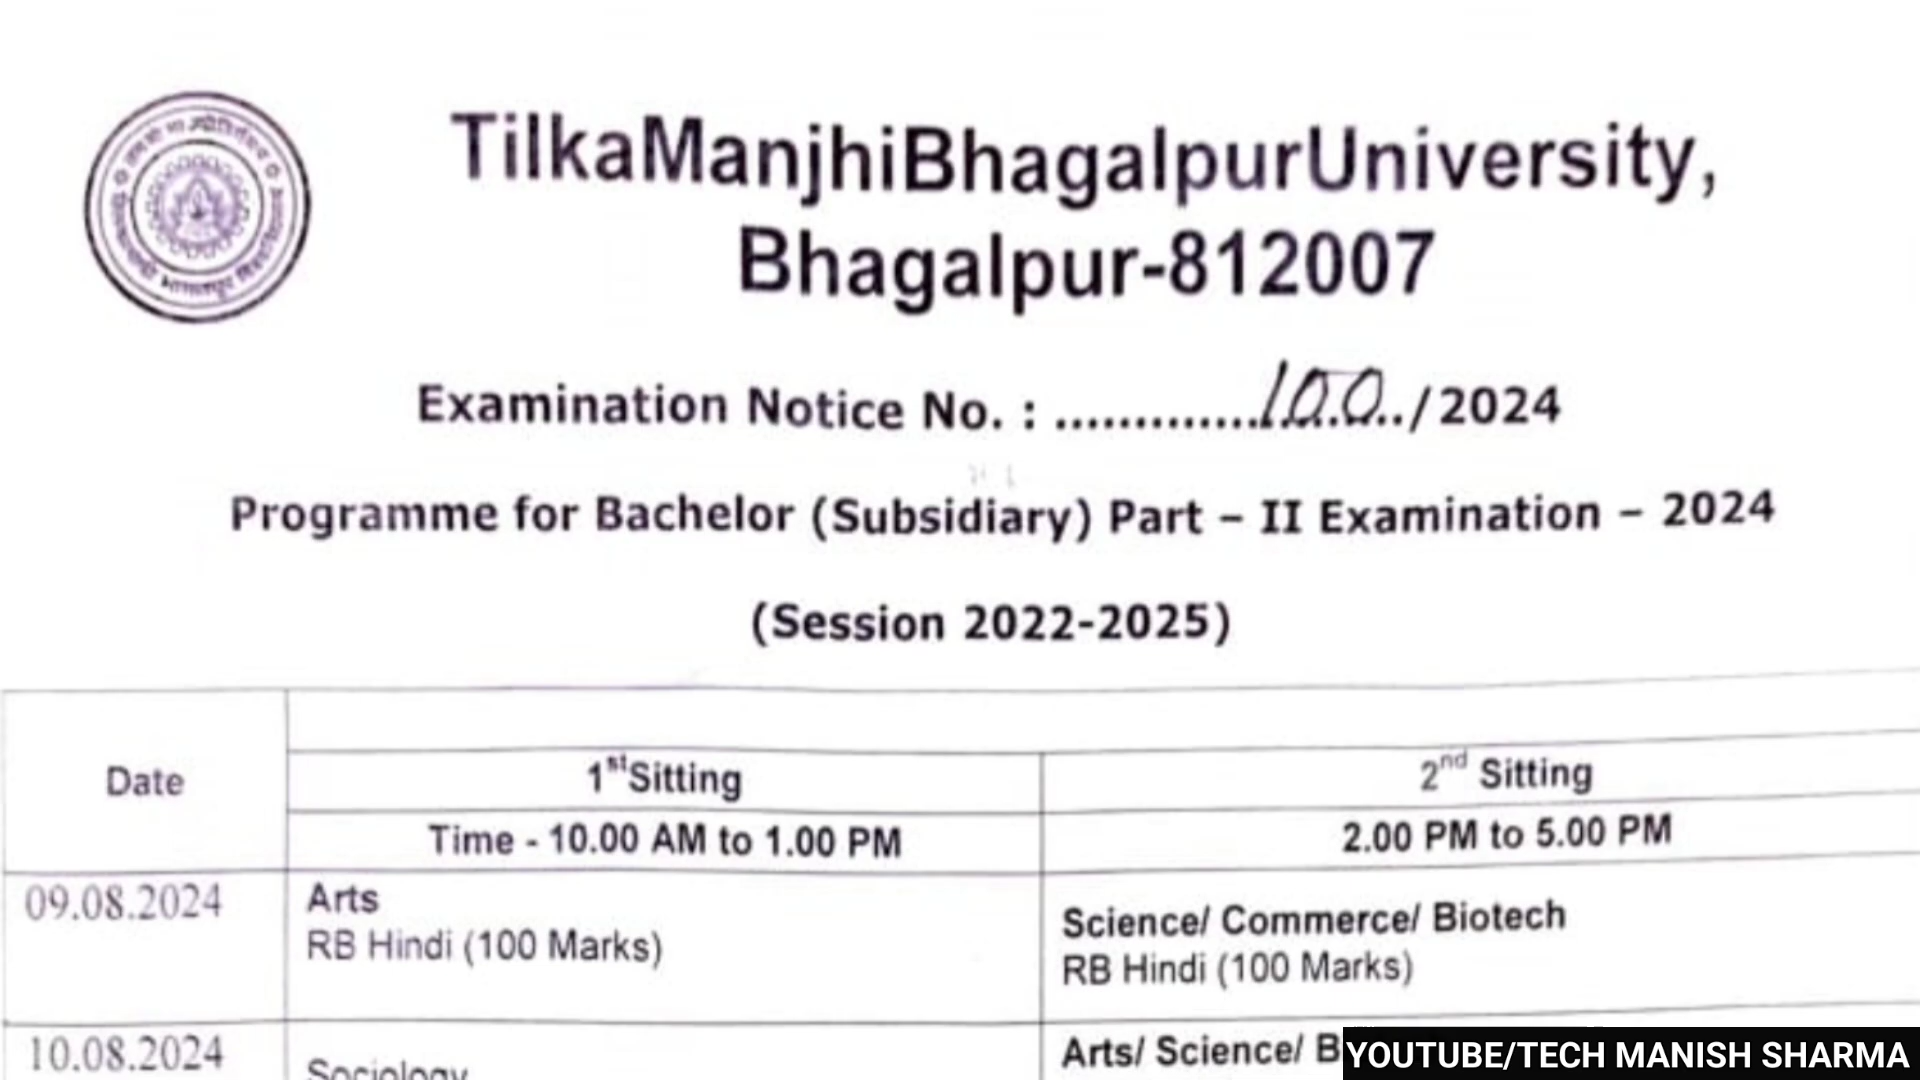 TilkaManjhiBhagalpurUniversity,
Bhagalpur-812007
Examination Notice No. : .............100../2024
Programme for Bachelor (Subsidiary) Part – II Examination – 2024
(Session 2022-2025)
Date
1st Sitting
2nd Sitting
Time - 10.00 AM to 1.00 PM
2.00 PM to 5.00 PM
09.08.2024
Arts
RB Hindi (100 Marks)
Science/ Commerce/ Biotech
RB Hindi (100 Marks)
10.08.2024
Sociology
Arts/ Science/ B
YOUTUBE/TECH MANISH SHARMA